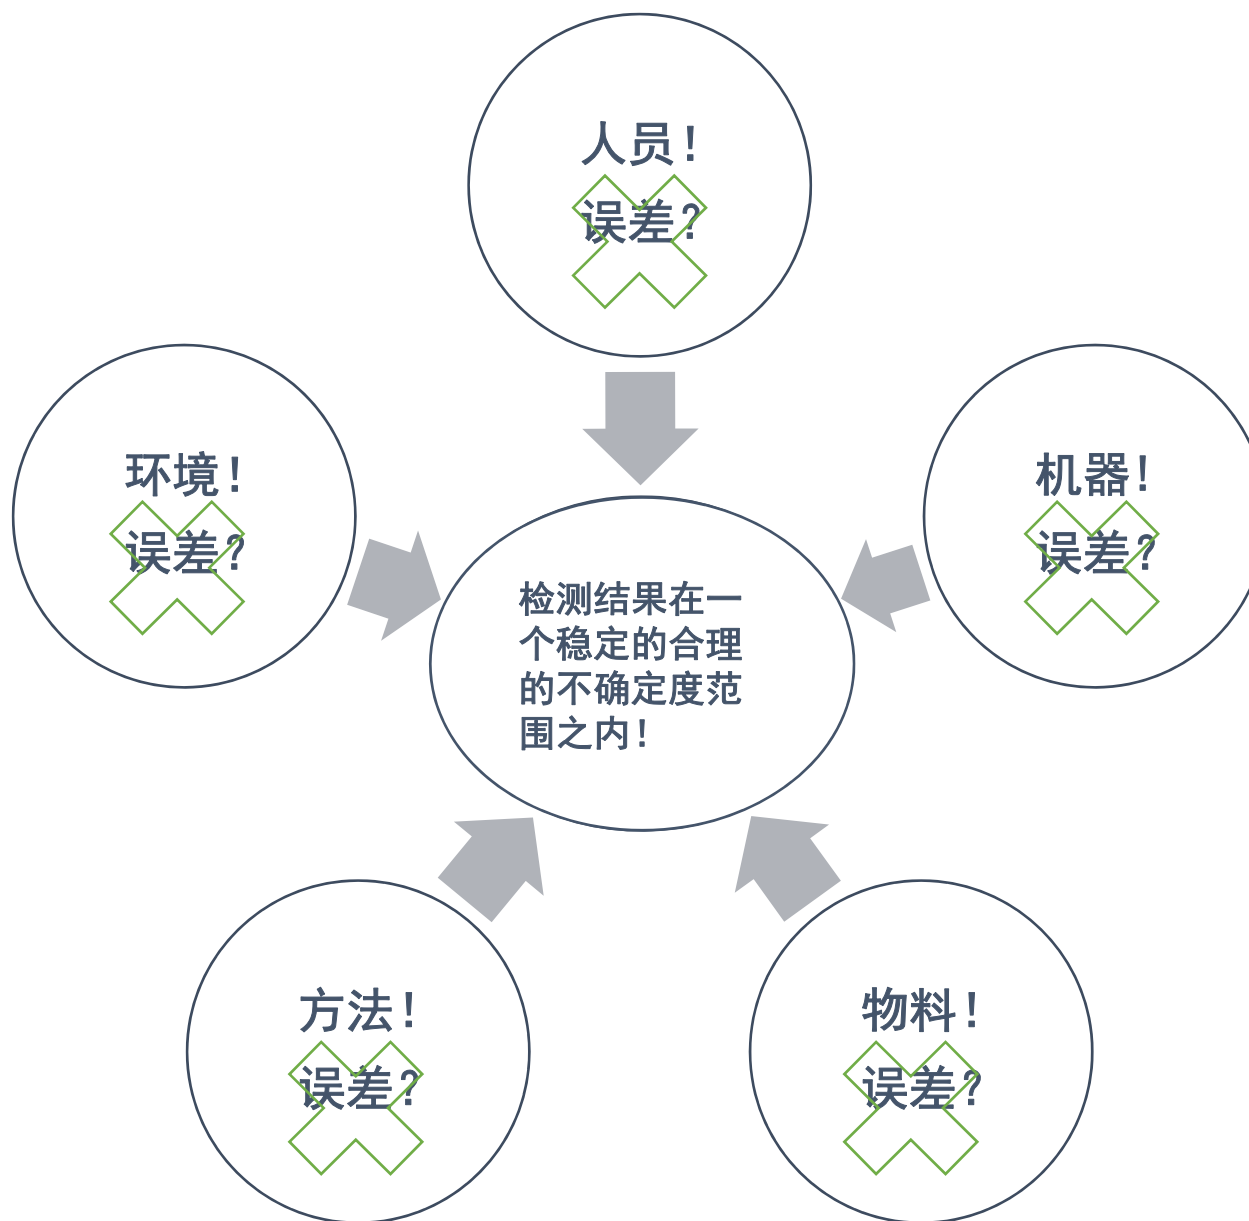 人员！
误差？
环境！
误差？
机器！
误差？
检测结果在一
个稳定的合理
的不确定度范
围之内！
方法！
误差？
物料！
误差？